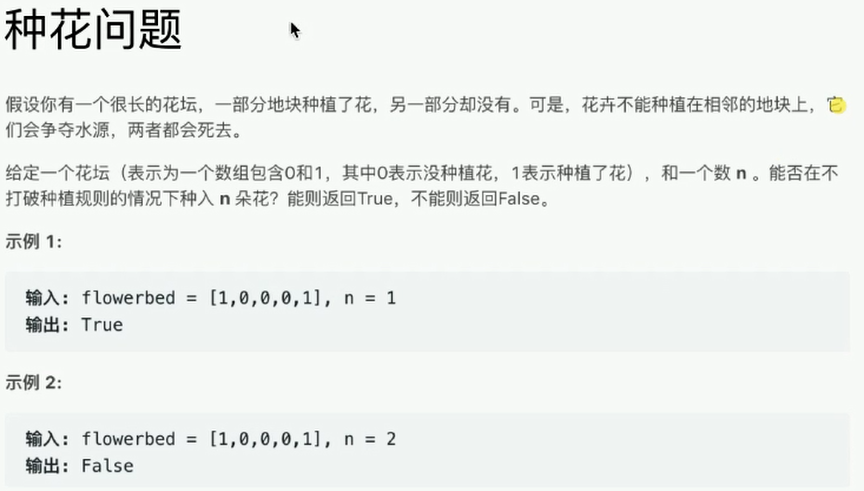 种花问题
假设你有一个很长的花坛，一部分地块种植了花，另一部分却没有。可是，花卉不能种植在相邻的地块上，它
们会争夺水源，两者都会死去。
给定一个花坛（表示为一个数组包含0和1，其中0表示没种植花，1表示种植了花），和一个数 n 。能否在不
打破种植规则的情况下种入 n 朵花？能则返回True，不能则返回False。
示例 1:
输入: flowerbed = [1,0,0,0,1], n = 1
输出: True
示例 2:
输入: flowerbed = [1,0,0,0,1], n = 2
输出: False